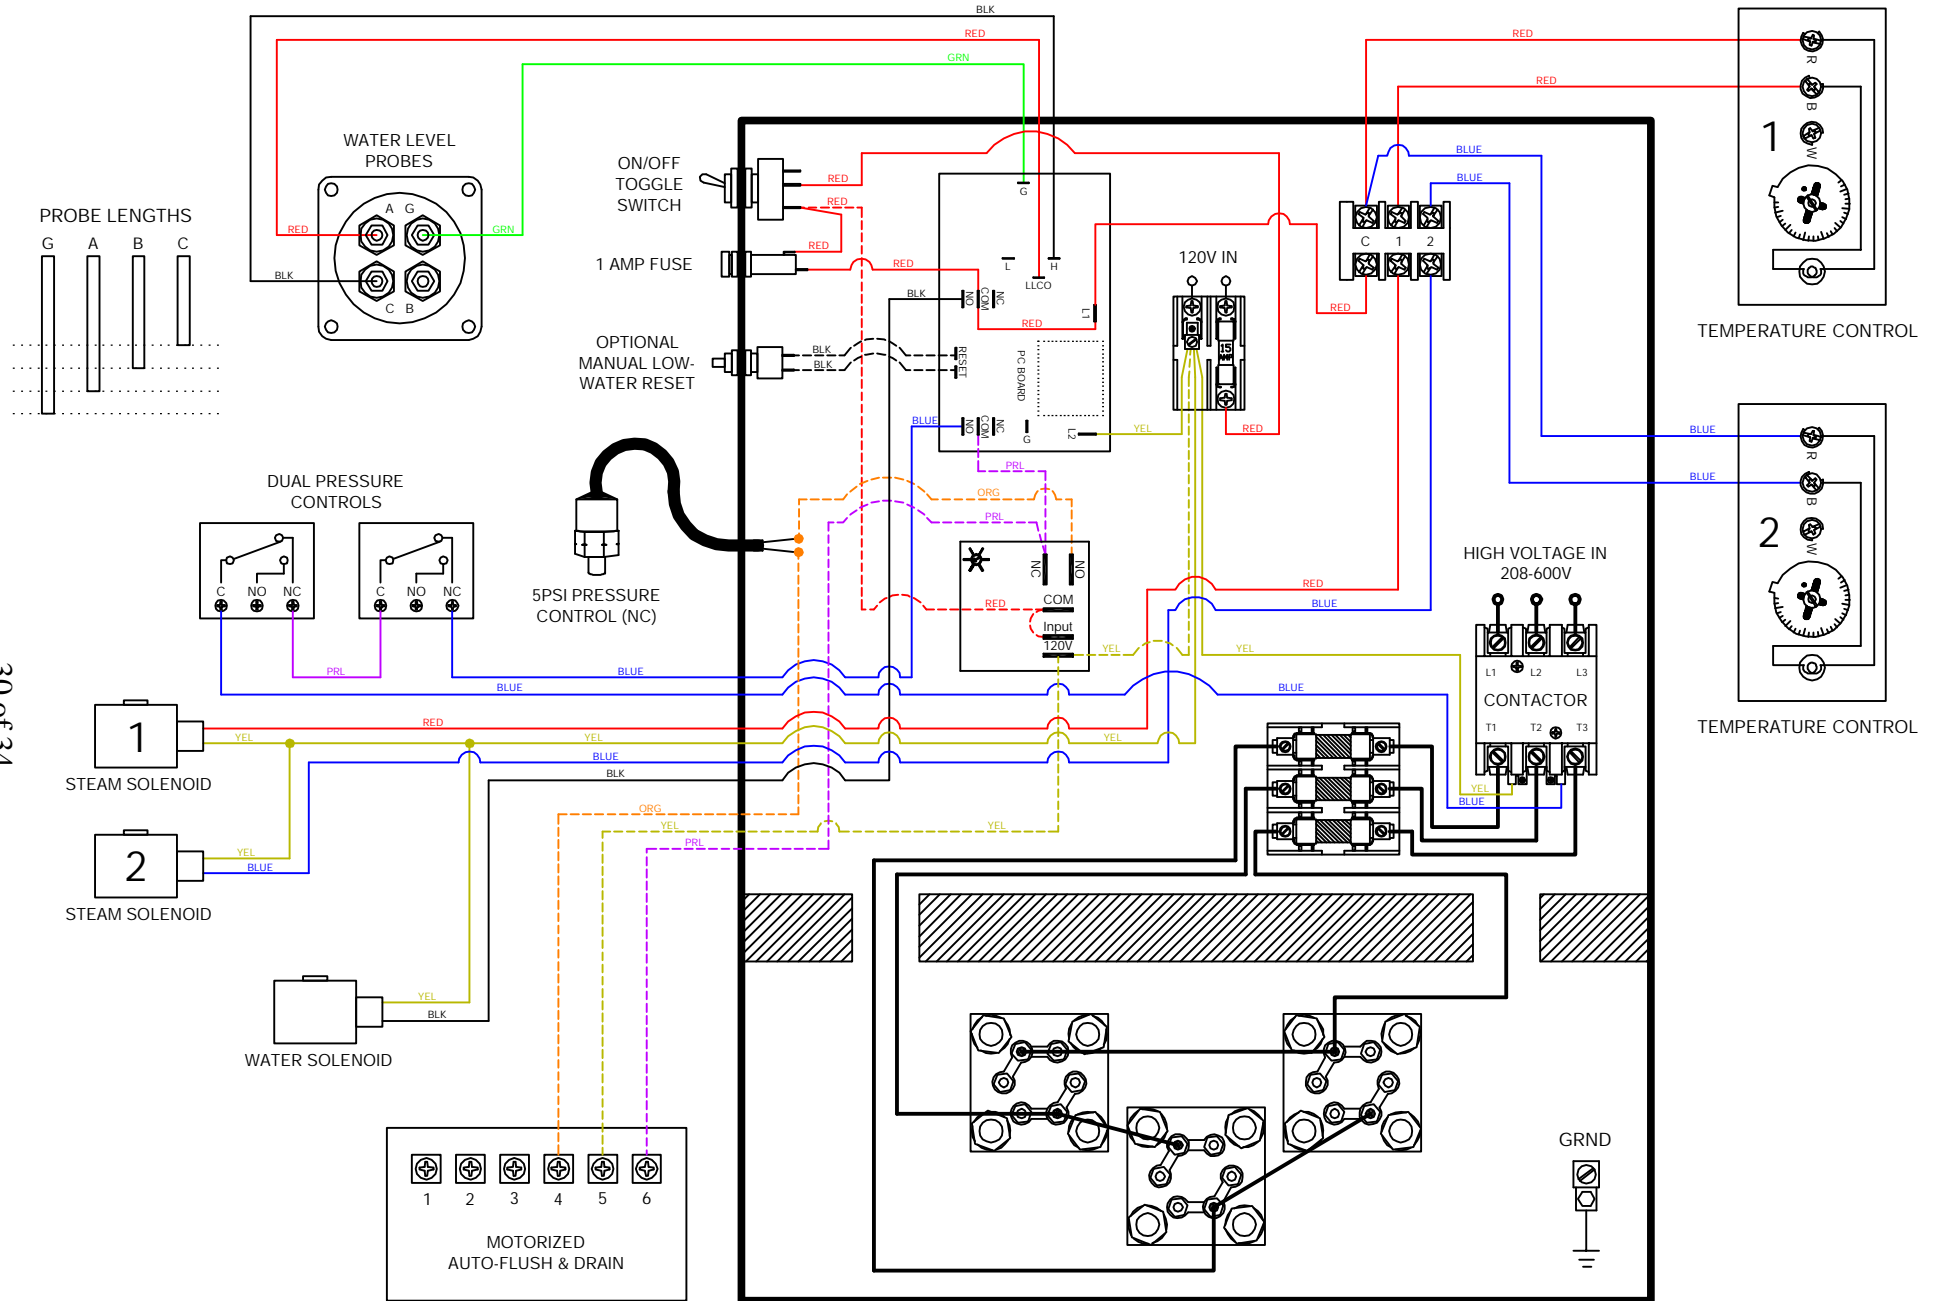 BLK
RED
GRN
RED
RED
R
B
W
1
TEMPERATURE CONTROL
WATER LEVEL
PROBES
A G
C B
RED
GRN
BLK
PROBE LENGTHS
G A B C
ON/OFF
TOGGLE
SWITCH
RED
RED
RED
1 AMP FUSE
RED
BLK
OPTIONAL
MANUAL LOW-
WATER RESET
BLK
BLK
G
L
H
LLCO
NO
COM
NC
L1
RED
RESET
PC BOARD
NO
COM
NC
G
L2
BLUE
YEL
PRL
120V IN
15
AMP
RED
BLUE
BLUE
C 1 2
RED
BLUE
BLUE
R
B
W
2
TEMPERATURE CONTROL
DUAL PRESSURE
CONTROLS
C NO NC
C NO NC
PRL
5PSI PRESSURE
CONTROL (NC)
ORG
PRL
NC
NO
COM
Input
120V
RED
YEL
YEL
RED
BLUE
HIGH VOLTAGE IN
208-600V
L1 L2 L3
CONTACTOR
T1 T2 T3
YEL
BLUE
BLUE
BLUE
BLUE
1
STEAM SOLENOID
RED
YEL
YEL
YEL
BLUE
BLK
2
STEAM SOLENOID
YEL
BLUE
ORG
YEL
YEL
PRL
WATER SOLENOID
YEL
BLK
1 2 3 4 5 6
MOTORIZED
AUTO-FLUSH & DRAIN
GRND
30 of 34